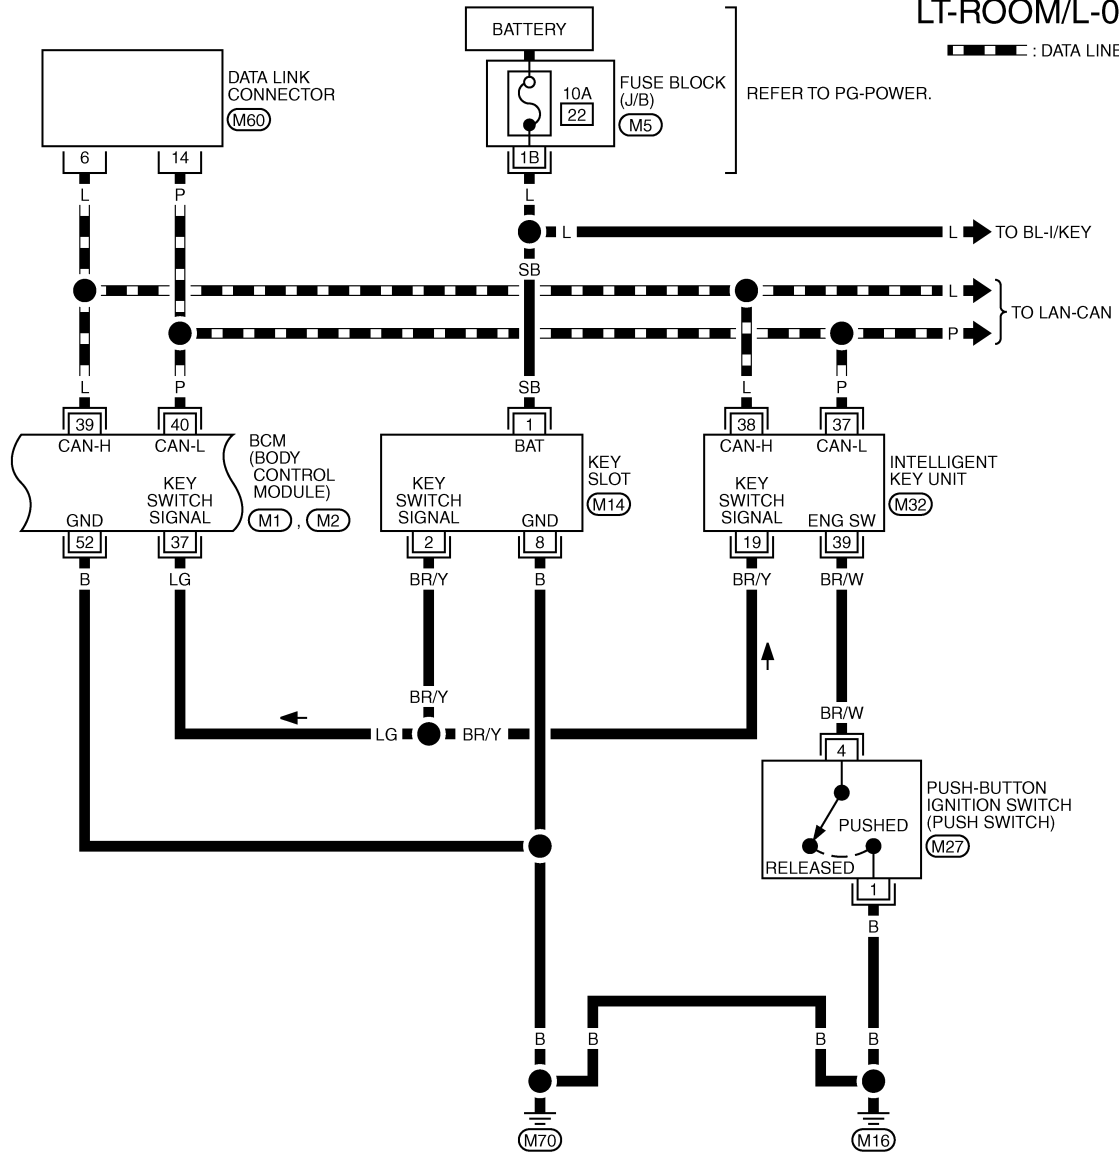 LT-ROOM/L-0
: DATA LINE
BATTERY
DATA LINK
CONNECTOR
M60
FUSE BLOCK
(J/B)
M5
10A
22
REFER TO PG-POWER.
6
14
1B
L
P
L
L
L
TO BL-I/KEY
SB
L
TO LAN-CAN
P
L
P
SB
L
P
39
40
1
38
37
CAN-H
CAN-L
BAT
CAN-H
CAN-L
BCM
(BODY
CONTROL
MODULE)
M1 , M2
KEY
SLOT
M14
INTELLIGENT
KEY UNIT
M32
KEY
SWITCH
SIGNAL
GND
KEY
SWITCH
SIGNAL
GND
KEY
SWITCH
SIGNAL
ENG SW
52
37
2
8
19
39
B
LG
BR/Y
B
BR/Y
BR/W
BR/Y
BR/W
LG
BR/Y
4
PUSHED
RELEASED
PUSH-BUTTON
IGNITION SWITCH
(PUSH SWITCH)
M27
1
B
B
B
B
B
M70
M16